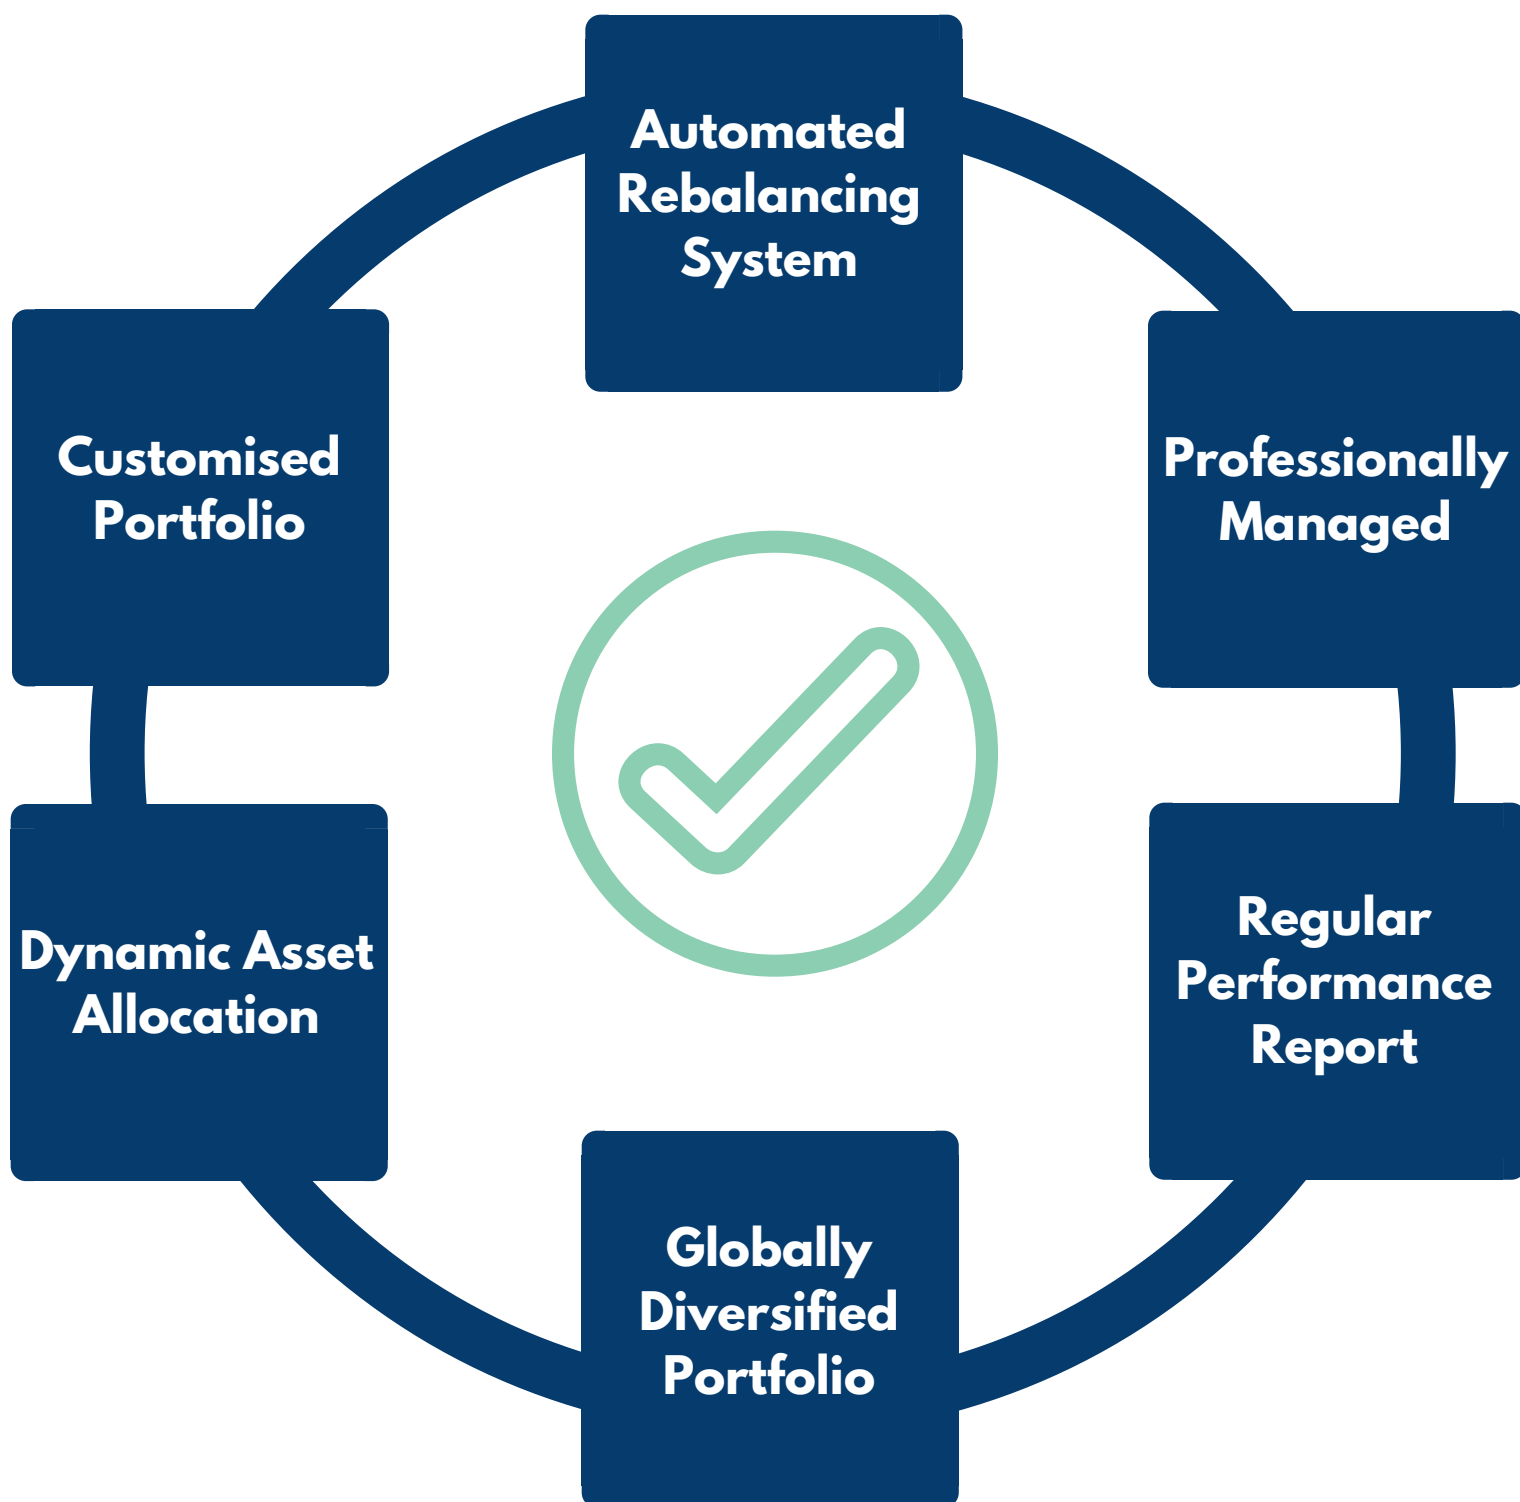 Automated
Rebalancing
System
Customised
Portfolio
Professionally
Managed
Dynamic Asset
Allocation
Regular
Performance
Report
Globally
Diversified
Portfolio